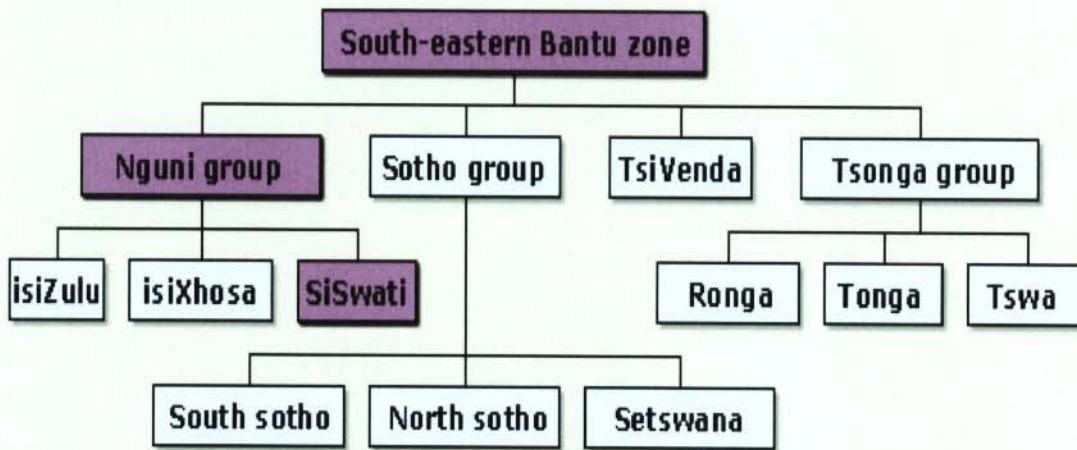 South-eastern Bantu zone
Nguni group
Sotho group
TsiVenda
Tsonga group
isiZulu
isiXhosa
SiSwati
Ronga
Tonga
Tswa
South sotho
North sotho
Setswana